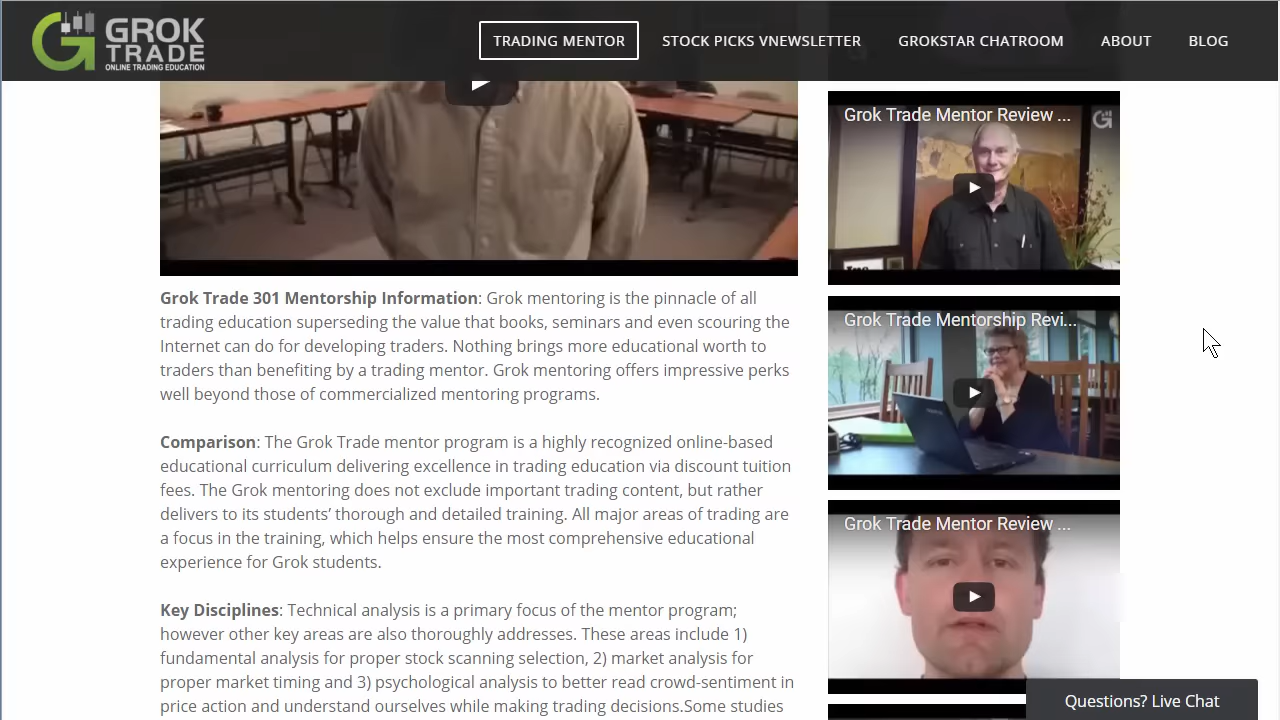 GROK
TRADE
ONLINE TRADING EDUCATION
TRADING MENTOR
STOCK PICKS VNEWSLETTER
GROKSTAR CHATROOM
ABOUT
BLOG
Grok Trade 301 Mentorship Information: Grok mentoring is the pinnacle of all
trading education superseding the value that books, seminars and even scouring the
Internet can do for developing traders. Nothing brings more educational worth to
traders than benefiting by a trading mentor. Grok mentoring offers impressive perks
well beyond those of commercialized mentoring programs.
Comparison: The Grok Trade mentor program is a highly recognized online-based
educational curriculum delivering excellence in trading education via discount tuition
fees. The Grok mentoring does not exclude important trading content, but rather
delivers to its students’ thorough and detailed training. All major areas of trading are
a focus in the training, which helps ensure the most comprehensive educational
experience for Grok students.
Key Disciplines: Technical analysis is a primary focus of the mentor program;
however other key areas are also thoroughly addresses. These areas include 1)
fundamental analysis for proper stock scanning selection, 2) market analysis for
proper market timing and 3) psychological analysis to better read crowd-sentiment in
price action and understand ourselves while making trading decisions.Some studies
Grok Trade Mentor Review ...
Grok Trade Mentorship Revi...
Grok Trade Mentor Review ...
Questions? Live Chat